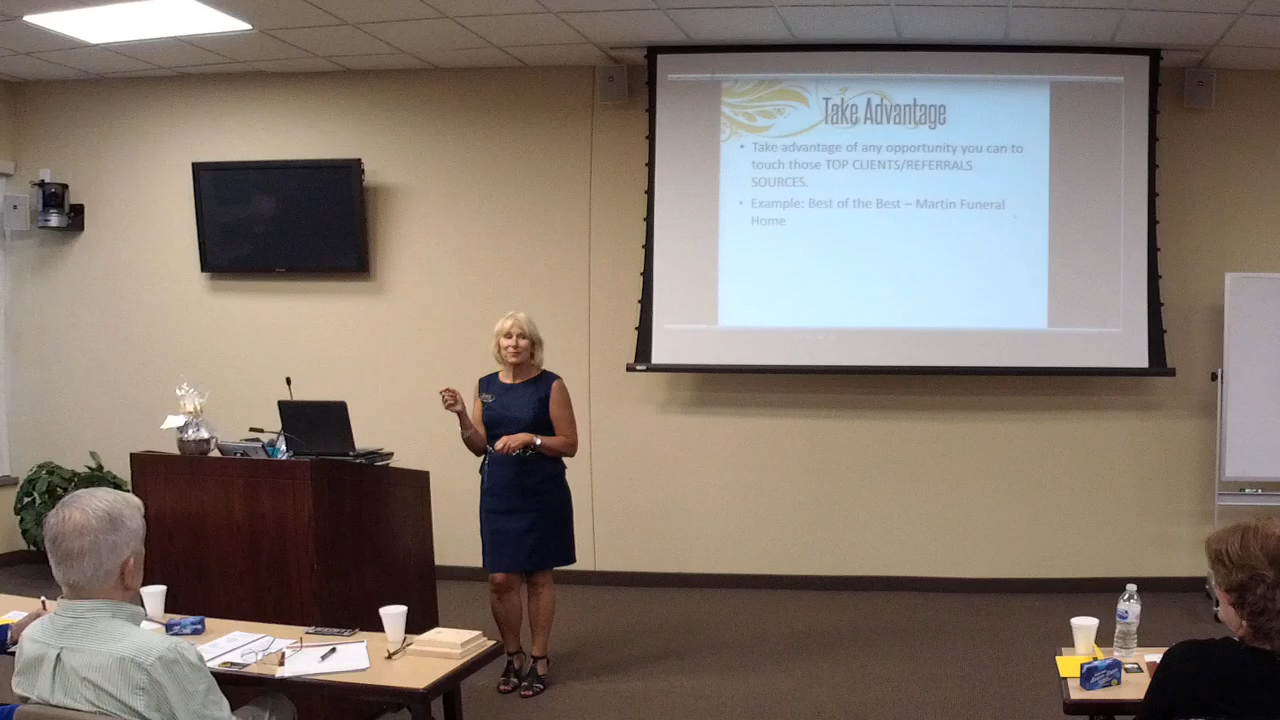 Take Advantage
• Take advantage of any opportunity you can to
touch those TOP CLIENTS/REFERRALS
SOURCES.
• Example: Best of the Best – Martin Funeral
Home